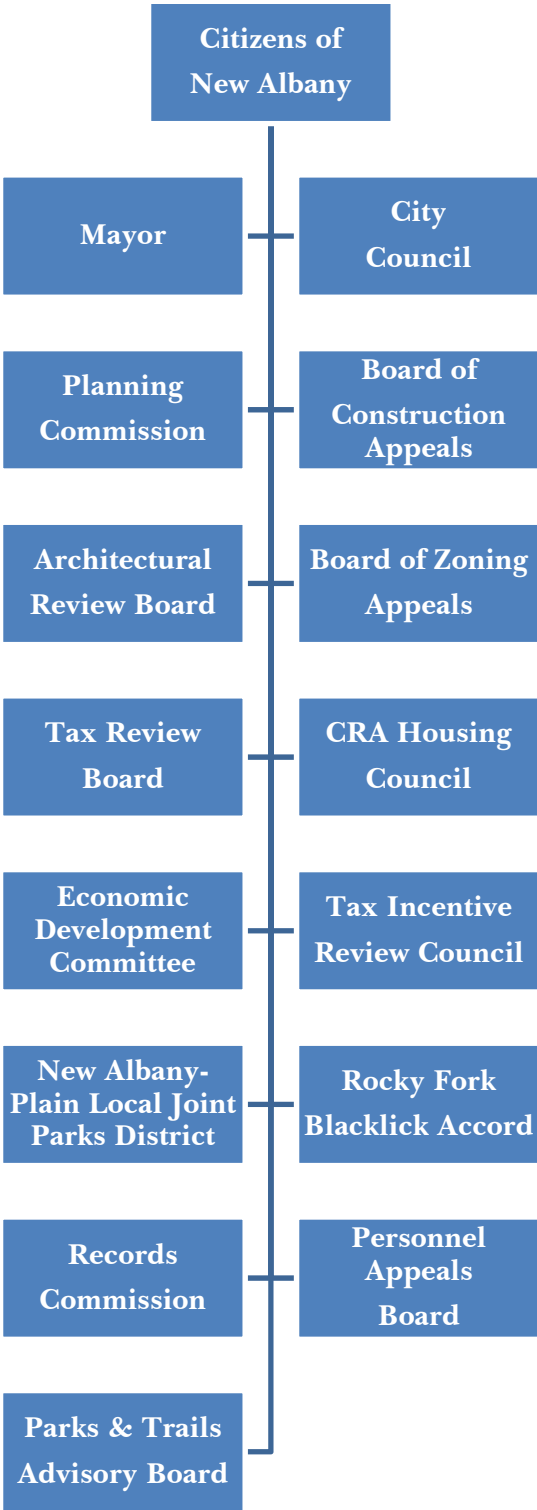 Citizens of
New Albany
Mayor
City
Council
Planning
Commission
Board of
Construction
Appeals
Architectural
Review Board
Board of Zoning
Appeals
Tax Review
Board
CRA Housing
Council
Economic
Development
Committee
Tax Incentive
Review Council
New Albany-
Plain Local Joint
Parks District
Rocky Fork
Blacklick Accord
Records
Commission
Personnel
Appeals
Board
Parks & Trails
Advisory Board